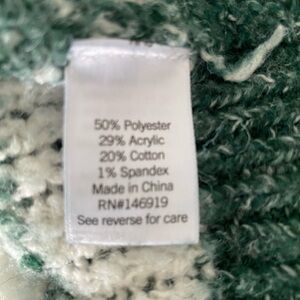 50% Polyester
29% Acrylic
20% Cotton
1% Spandex
Made in China
RN#146919
See reverse for care